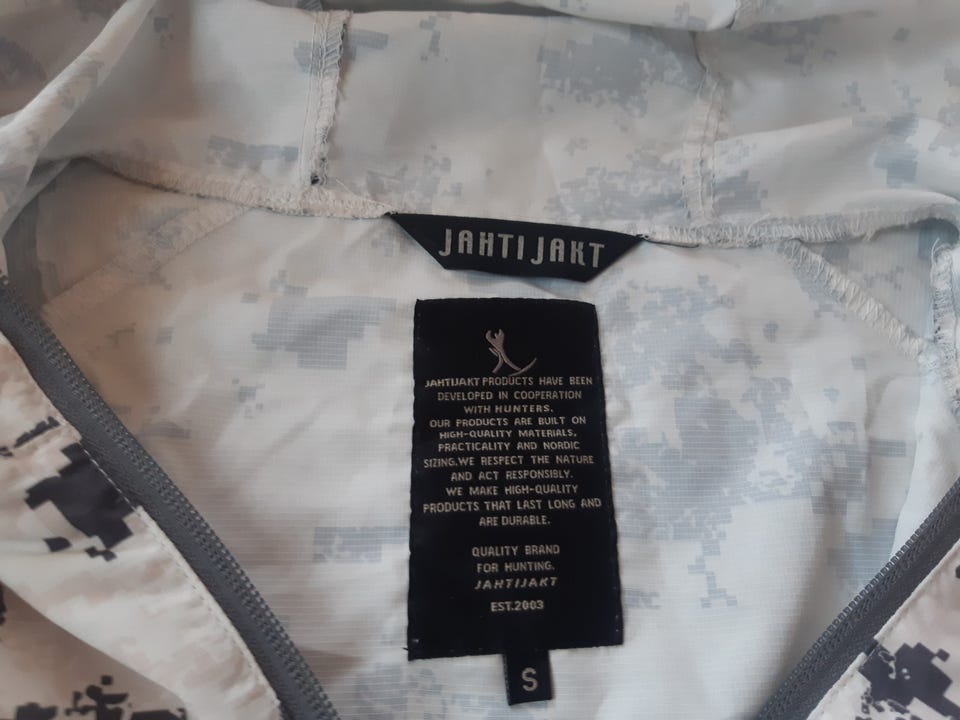 JAHTIJAKT
JAHTIJAKT PRODUCTS HAVE BEEN
DEVELOPED IN COOPERATION
WITH HUNTERS.
OUR PRODUCTS ARE BUILT ON
HIGH-QUALITY MATERIALS,
PRACTICALITY AND NORDIC
SIZING.WE RESPECT THE NATURE
AND ACT RESPONSIBLY.
WE MAKE HIGH-QUALITY
PRODUCTS THAT LAST LONG AND
ARE DURABLE.
QUALITY BRAND
FOR HUNTING.
JAHTIJAKT
EST.2003
S